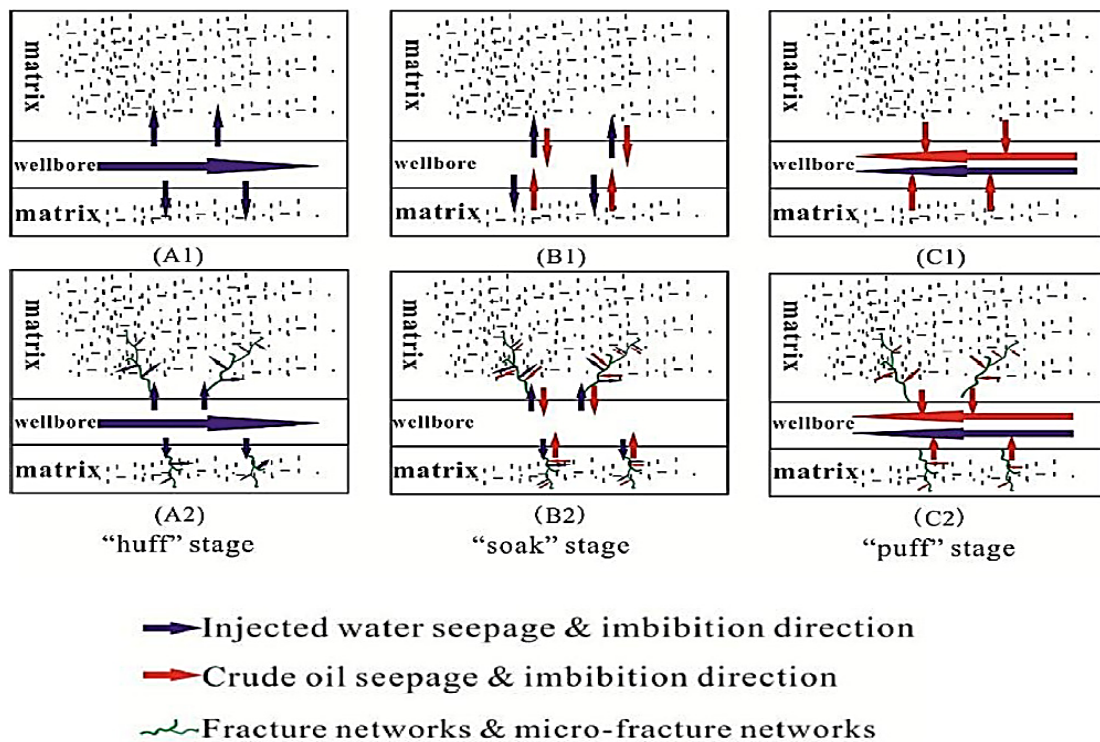 matrix
wellbore
matrix
(A1)
matrix
wellbore
matrix
(B1)
matrix
wellbore
matrix
(C1)
matrix
wellbore
matrix
(A2)
"huff" stage
matrix
wellbore
matrix
(B2)
"soak" stage
matrix
wellbore
matrix
(C2)
"puff" stage
Injected water seepage & imbibition direction
Crude oil seepage & imbibition direction
Fracture networks & micro-fracture networks